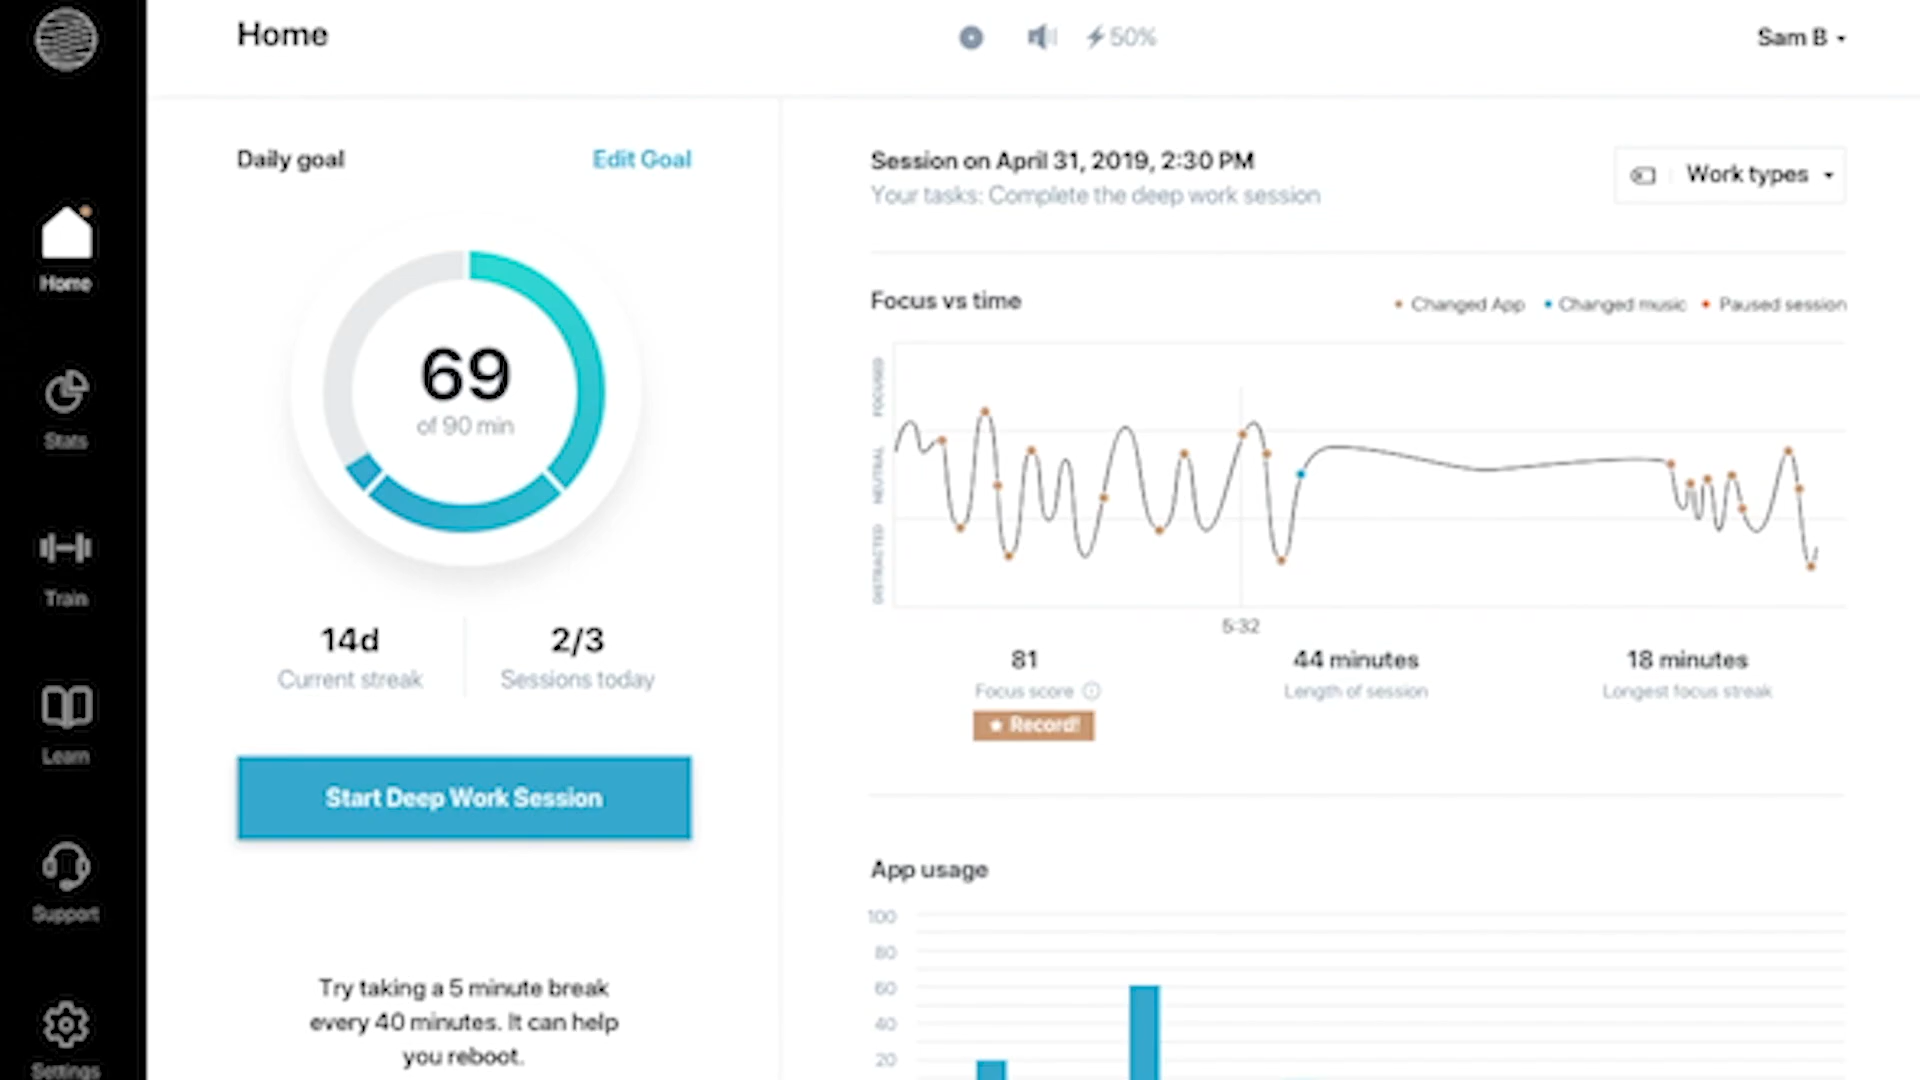 Home
50%
Sam B
Home
Stats
Train
Learn
Support
Settings
Daily goal
Edit Goal
69
of 90 min
14d
Current streak
2/3
Sessions today
Start Deep Work Session
Try taking a 5 minute break
every 40 minutes. It can help
you reboot.
Session on April 31, 2019, 2:30 PM
Your tasks: Complete the deep work session
Work types
Focus vs time
Changed App
Changed music
Paused session
FOCUSED
NEUTRAL
DISTRACTED
5:32
81
Focus score
Record!
44 minutes
Length of session
18 minutes
Longest focus streak
App usage
100
80
60
40
20